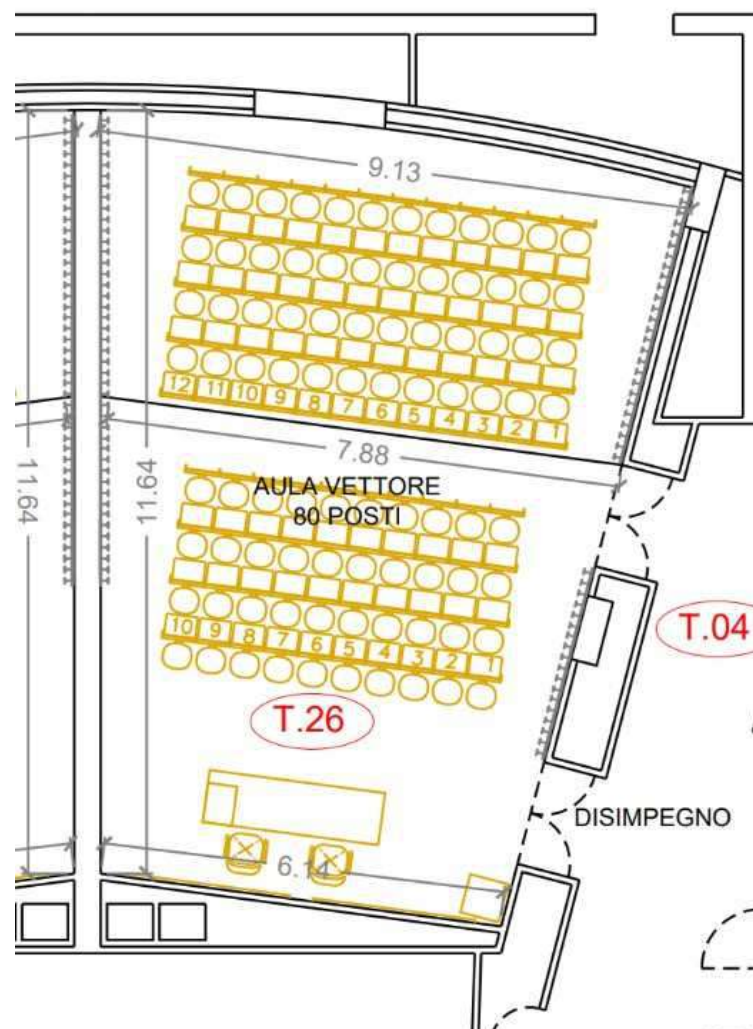 9.13
12 11 10 9 8 7 6 5 4 3 2 1
7.88
11.64
11.64
AULA VETTORE
80 POSTI
10 9 8 7 6 5 4 3 2 1
T.04
T.26
DISIMPEGNO
6.14